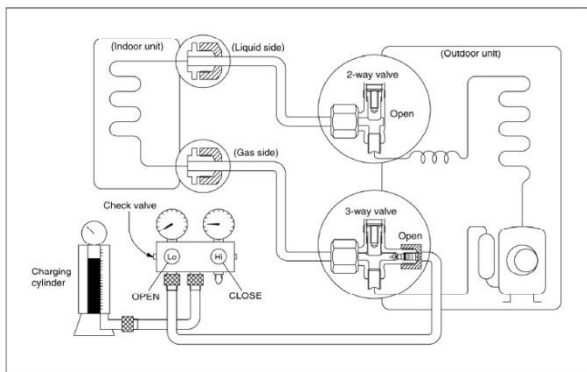 (Indoor unit)
(Liquid side)
(Outdoor unit)
2-way valve
Open
(Gas side)
3-way valve
Open
Check valve
Lo
Hi
Charging
cylinder
OPEN
CLOSE